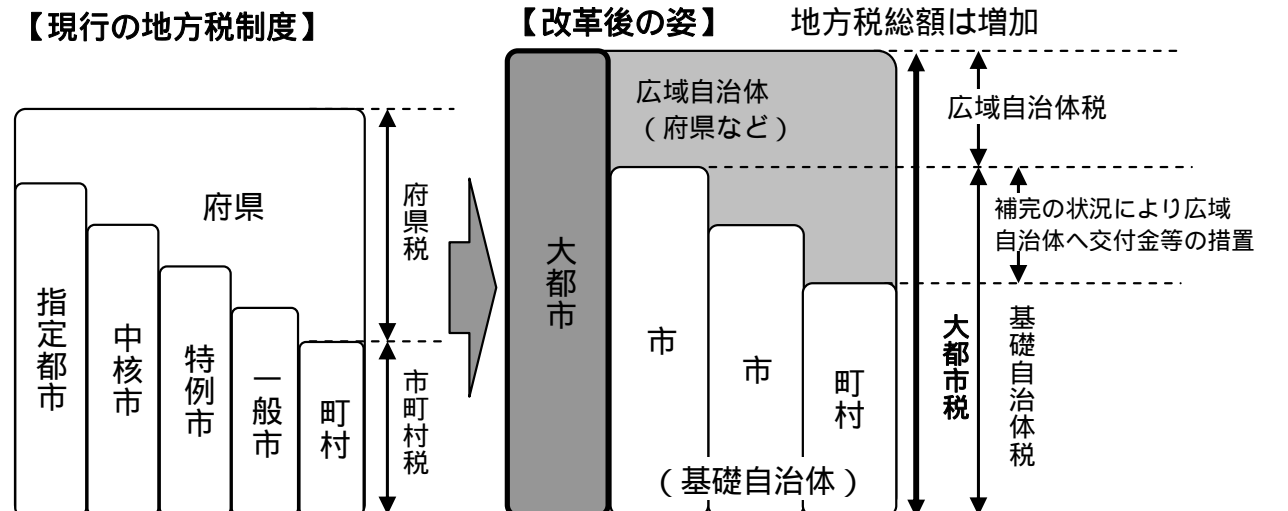 【現行の地方税制度】
府県
指定都市
中核市
特例市
一般市
町村
府県税
市町村税
【改革後の姿】
地方税総額は増加
大都市
広域自治体
（府県など）
市
市
町村
（基礎自治体）
広域自治体税
補完の状況により広域
自治体へ交付金等の措置
大都市税
基礎自治体税